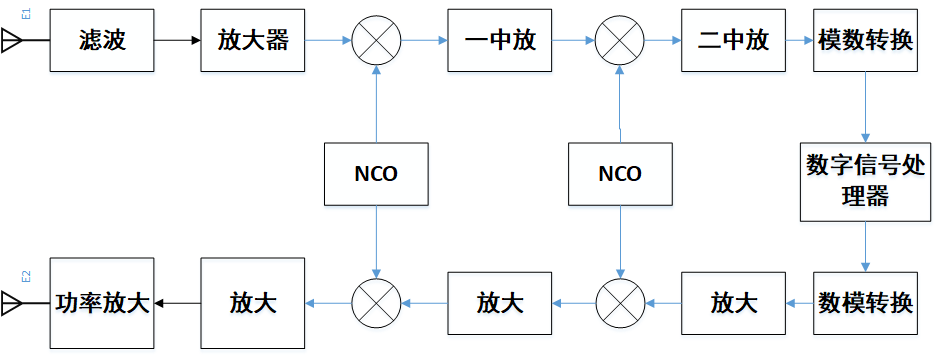 E1
滤波
放大器
一中放
二中放
模数转换
NCO
NCO
数字信号处
理器
E2
功率放大
放大
放大
放大
数模转换